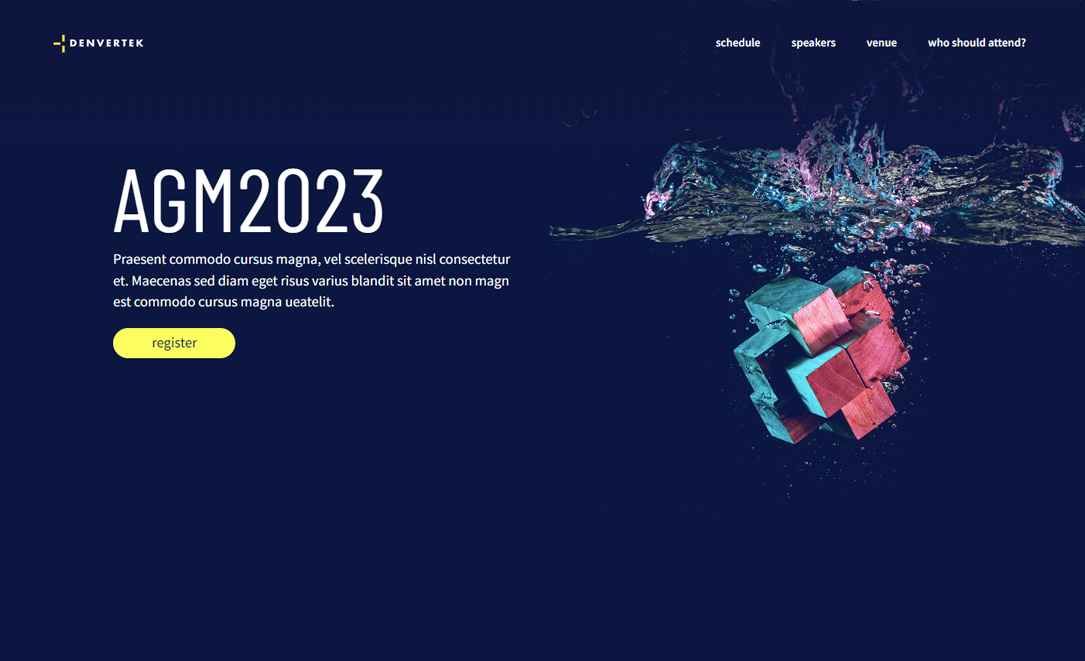 DENVERTEK
schedule
speakers
venue
who should attend?
AGM2023
Praesent commodo cursus magna, vel scelerisque nisl consectetur
et. Maecenas sed diam eget risus varius blandit sit amet non magn
est commodo cursus magna ueatelit.
register